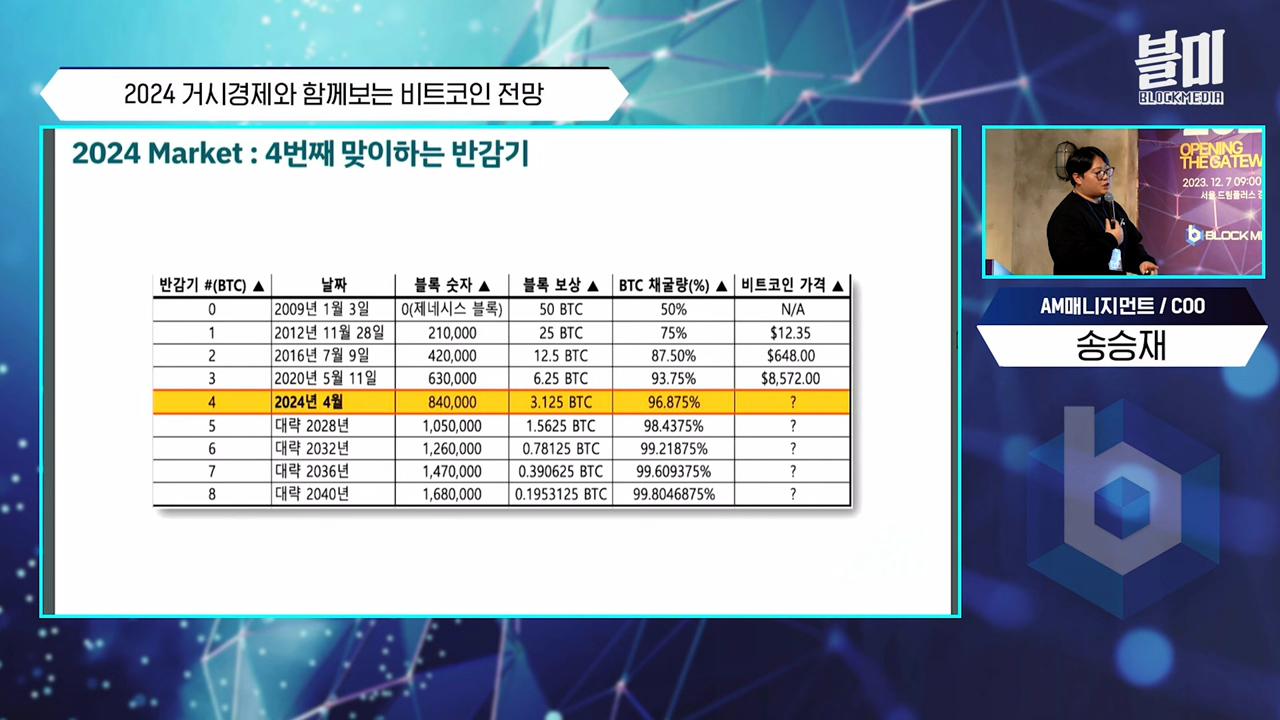 블미
BLOCKMEDIA
2024 거시경제와 함께보는 비트코인 전망
2024 Market : 4번째 맞이하는 반감기
반감기 #(BTC) ▲ 날짜 블록 숫자 ▲ 블록 보상 ▲ BTC 채굴량(%) ▲ 비트코인 가격 ▲
0 2009년 1월 3일 0(제네시스 블록) 50 BTC 50% N/A
1 2012년 11월 28일 210,000 25 BTC 75% $12.35
2 2016년 7월 9일 420,000 12.5 BTC 87.50% $648.00
3 2020년 5월 11일 630,000 6.25 BTC 93.75% $8,572.00
4 2024년 4월 840,000 3.125 BTC 96.875% ?
5 대략 2028년 1,050,000 1.5625 BTC 98.4375% ?
6 대략 2032년 1,260,000 0.78125 BTC 99.21875% ?
7 대략 2036년 1,470,000 0.390625 BTC 99.609375% ?
8 대략 2040년 1,680,000 0.1953125 BTC 99.8046875% ?
OPENING
THE GATEW
2023. 12. 7 09:00
서울 드림플러스 강
BLOCK ME
AM매니지먼트 / COO
송승재